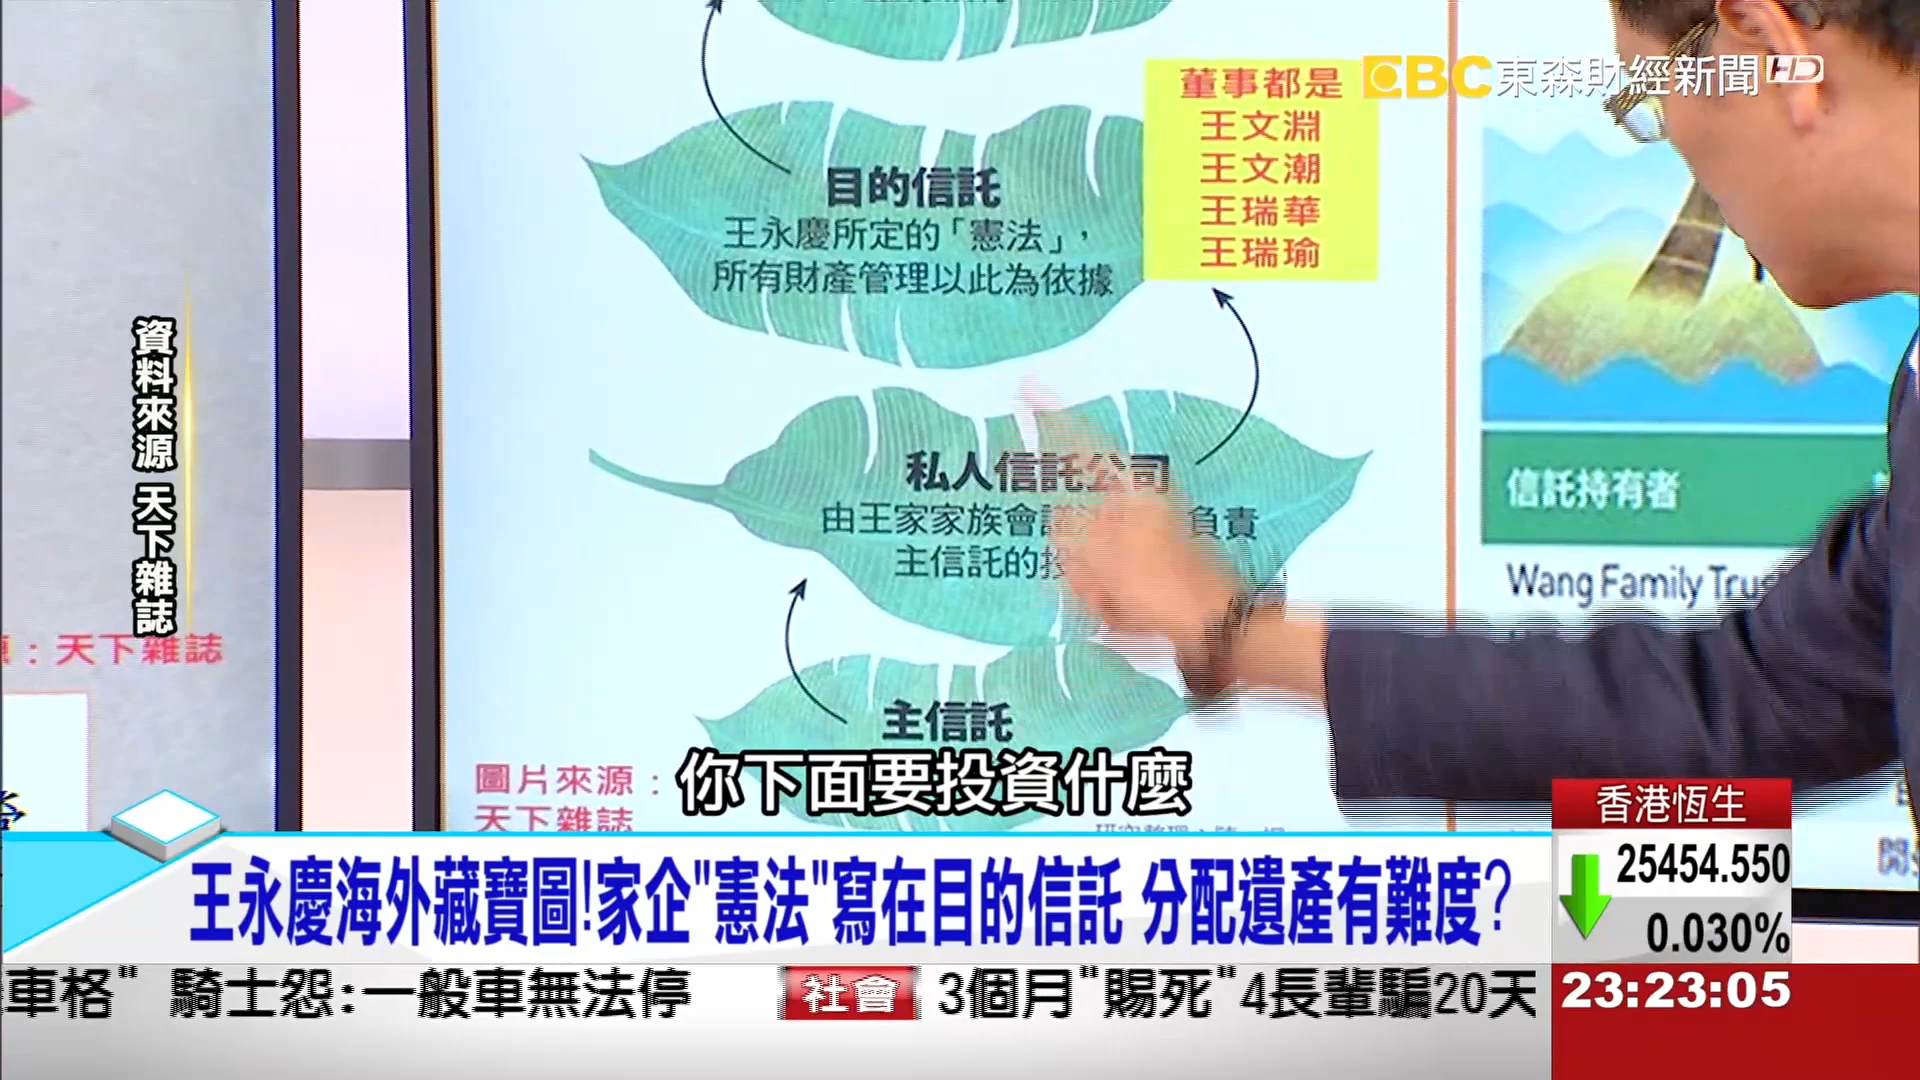 EBC 東森財經新聞 HD
董事都是
王文淵
王文潮
王瑞華
王瑞瑜
目的信託
王永慶所定的「憲法」，
所有財產管理以此為依據
私人信託公司
由王家家族會議 負責
主信託的投
主信託
信託持有者
Wang Family Trus
資料來源 天下雜誌
：天下雜誌
圖片來源：
天下雜誌
你下面要投資什麼
王永慶海外藏寶圖!家企"憲法"寫在目的信託 分配遺產有難度?
香港恆生
25454.550
0.030%
車格" 騎士怨:一般車無法停 社會 3個月"賜死"4長輩騙20天
23:23:05